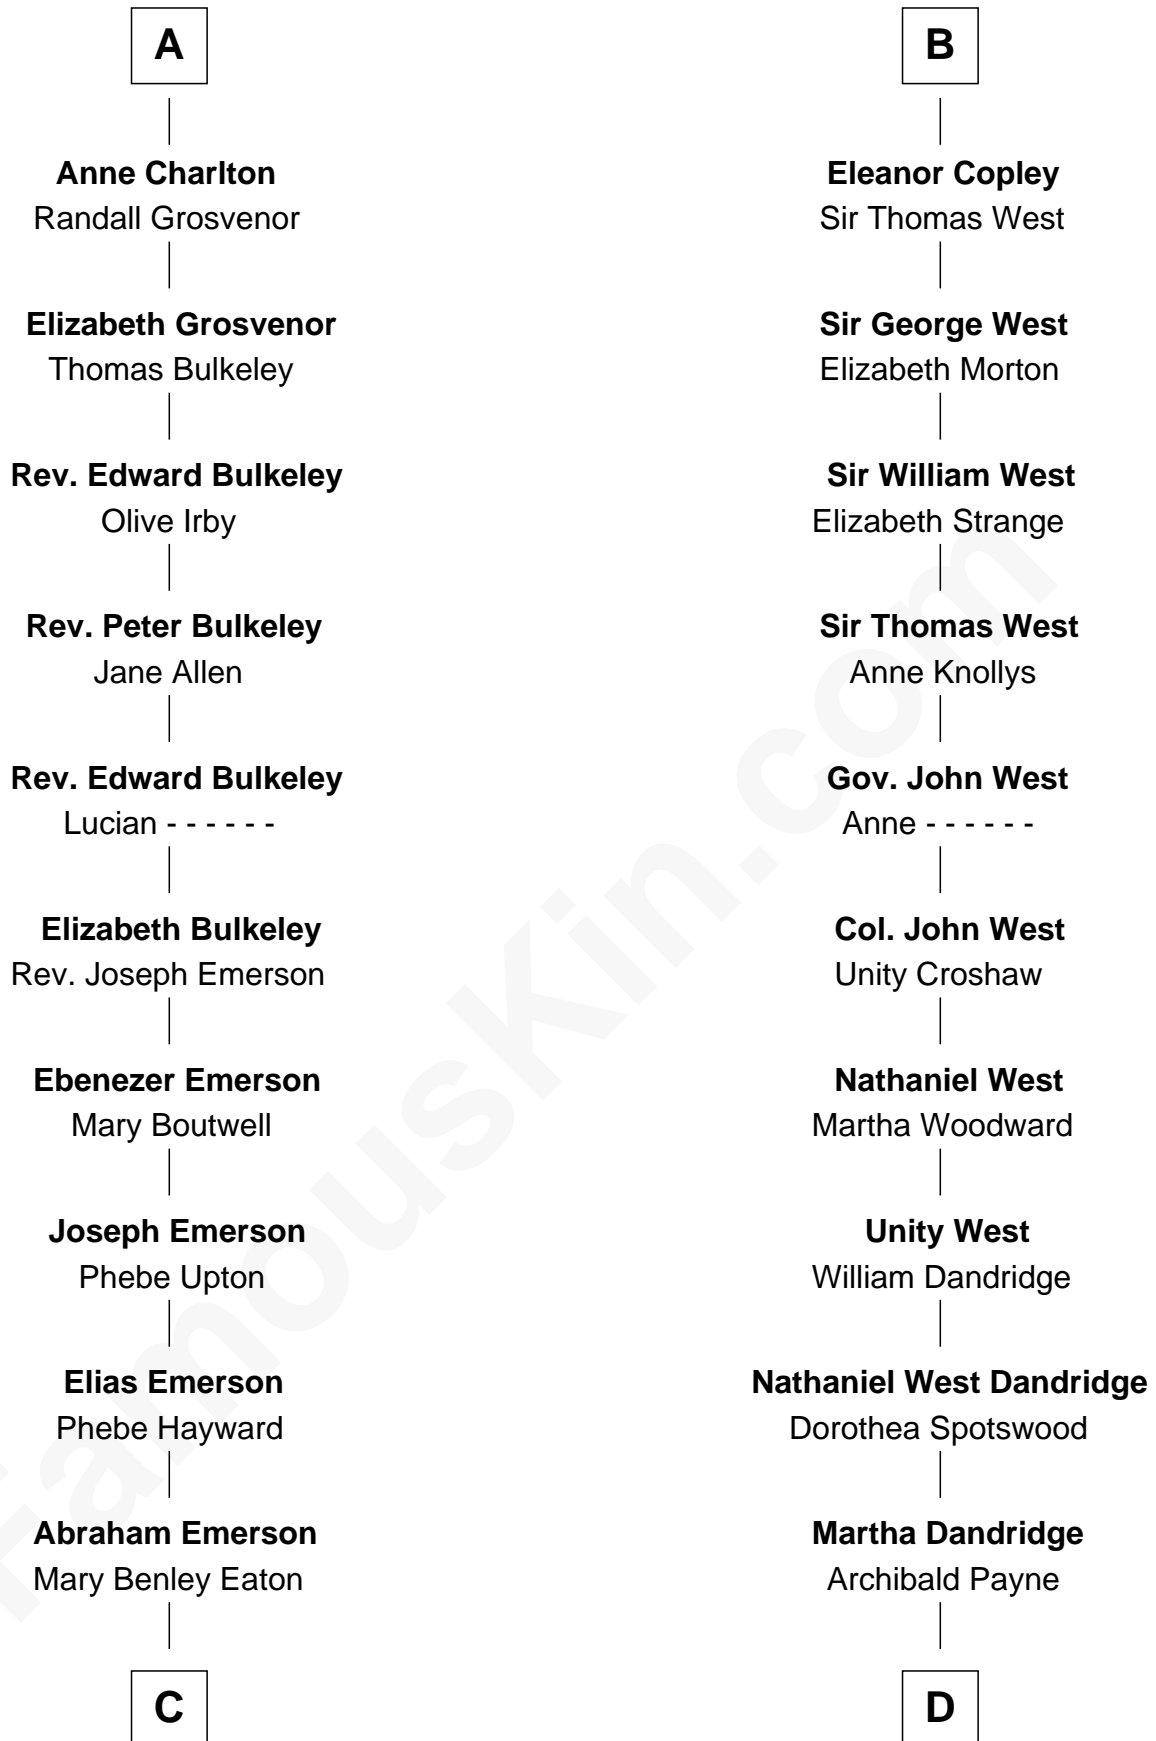 A
Anne Charlton
Randall Grosvenor
Elizabeth Grosvenor
Thomas Bulkeley
Rev. Edward Bulkeley
Olive Irby
Rev. Peter Bulkeley
Jane Allen
Rev. Edward Bulkeley
Lucian - - - - - -
Elizabeth Bulkeley
Rev. Joseph Emerson
Ebenezer Emerson
Mary Boutwell
Joseph Emerson
Phebe Upton
Elias Emerson
Phebe Hayward
Abraham Emerson
Mary Benley Eaton
C
B
Eleanor Copley
Sir Thomas West
Sir George West
Elizabeth Morton
Sir William West
Elizabeth Strange
Sir Thomas West
Anne Knollys
Gov. John West
Anne - - - - - -
Col. John West
Unity Croshaw
Nathaniel West
Martha Woodward
Unity West
William Dandridge
Nathaniel West Dandridge
Dorothea Spotswood
Martha Dandridge
Archibald Payne
D
FamousKin.com